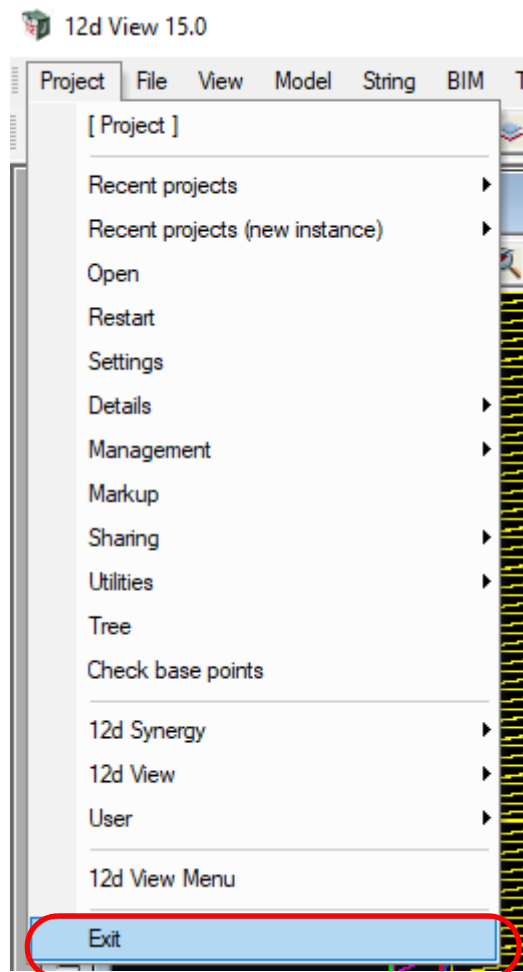 12d View 15.0
Project File View Model String BIM
[ Project ]
Recent projects
Recent projects (new instance)
Open
Restart
Settings
Details
Management
Markup
Sharing
Utilities
Tree
Check base points
12d Synergy
12d View
User
12d View Menu
Exit